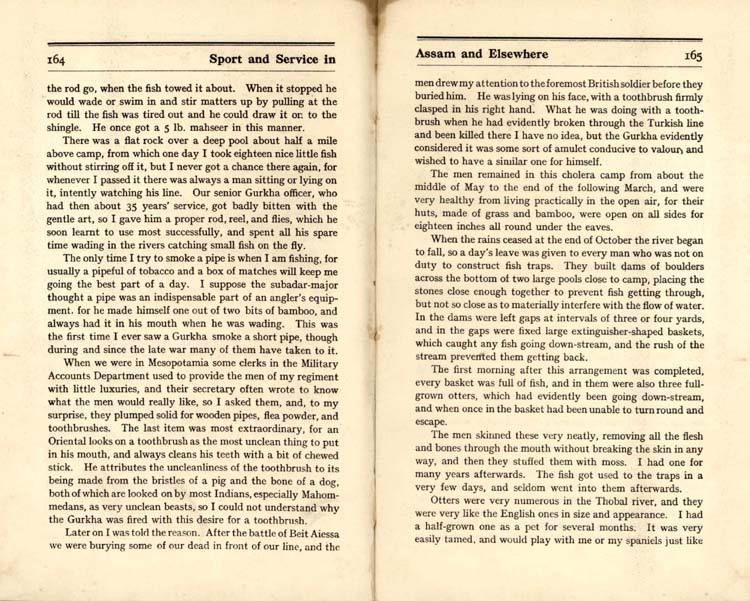 164 Sport and Service in
the rod go, when the fish towed it about. When it stopped he
would wade or swim in and stir matters up by pulling at the
rod till the fish was tired out and he could draw it on to the
shingle. He once got a 5 lb. mahseer in this manner.
There was a flat rock over a deep pool about half a mile
above camp, from which one day I took eighteen nice little fish
without stirring off it, but I never got a chance there again, for
whenever I passed it there was always a man sitting or lying on
it, intently watching his line. Our senior Gurkha officer, who
had then about 35 years' service, got badly bitten with the
gentle art, so I gave him a proper rod, reel, and flies, which he
soon learnt to use most successfully, and spent all his spare
time wading in the rivers catching small fish on the fly.
The only time I try to smoke a pipe is when I am fishing, for
usually a pipeful of tobacco and a box of matches will keep me
going the best part of a day. I suppose the subadar-major
thought a pipe was an indispensable part of an angler's equip-
ment. for he made himself one out of two bits of bamboo, and
always had it in his mouth when he was wading. This was
the first time I ever saw a Gurkha smoke a short pipe, though
during and since the late war many of them have taken to it.
When we were in Mesopotamia some clerks in the Military
Accounts Department used to provide the men of my regiment
with little luxuries, and their secretary often wrote to know
what the men would really like, so I asked them, and, to my
surprise, they plumped solid for wooden pipes, flea powder, and
toothbrushes. The last item was most extraordinary, for an
Oriental looks on a toothbrush as the most unclean thing to put
in his mouth, and always cleans his teeth with a bit of chewed
stick. He attributes the uncleanliness of the toothbrush to its
being made from the bristles of a pig and the bone of a dog,
both of which are looked on by most Indians, especially Mahom-
medans, as very unclean beasts, so I could not understand why
the Gurkha was fired with this desire for a toothbrush.
Later on I was told the reason. After the battle of Beit Aiessa
we were burying some of our dead in front of our line, and the
Assam and Elsewhere 165
men drew my attention to the foremost British soldier before they
buried him. He was lying on his face, with a toothbrush firmly
clasped in his right hand. What he was doing with a tooth-
brush when he had evidently broken through the Turkish line
and been killed there I have no idea, but the Gurkha evidently
considered it was some sort of amulet conducive to valour, and
wished to have a similar one for himself.
The men remained in this cholera camp from about the
middle of May to the end of the following March, and were
very healthy from living practically in the open air, for their
huts, made of grass and bamboo, were open on all sides for
eighteen inches all round under the eaves.
When the rains ceased at the end of October the river began
to fall, so a day's leave was given to every man who was not on
duty to construct fish traps. They built dams of boulders
across the bottom of two large pools close to camp, placing the
stones close enough together to prevent fish getting through,
but not so close as to materially interfere with the flow of water.
In the dams were left gaps at intervals of three or four yards,
and in the gaps were fixed large extinguisher-shaped baskets,
which caught any fish going down-stream, and the rush of the
stream prevented them getting back.
The first morning after this arrangement was completed,
every basket was full of fish, and in them were also three full-
grown otters, which had evidently been going down-stream,
and when once in the basket had been unable to turn round and
escape.
The men skinned these very neatly, removing all the flesh
and bones through the mouth without breaking the skin in any
way, and then they stuffed them with moss. I had one for
many years afterwards. The fish got used to the traps in a
very few days, and seldom went into them afterwards.
Otters were very numerous in the Thobal river, and they
were very like the English ones in size and appearance. I had
a half-grown one as a pet for several months. It was very
easily tamed, and would play with me or my spaniels just like